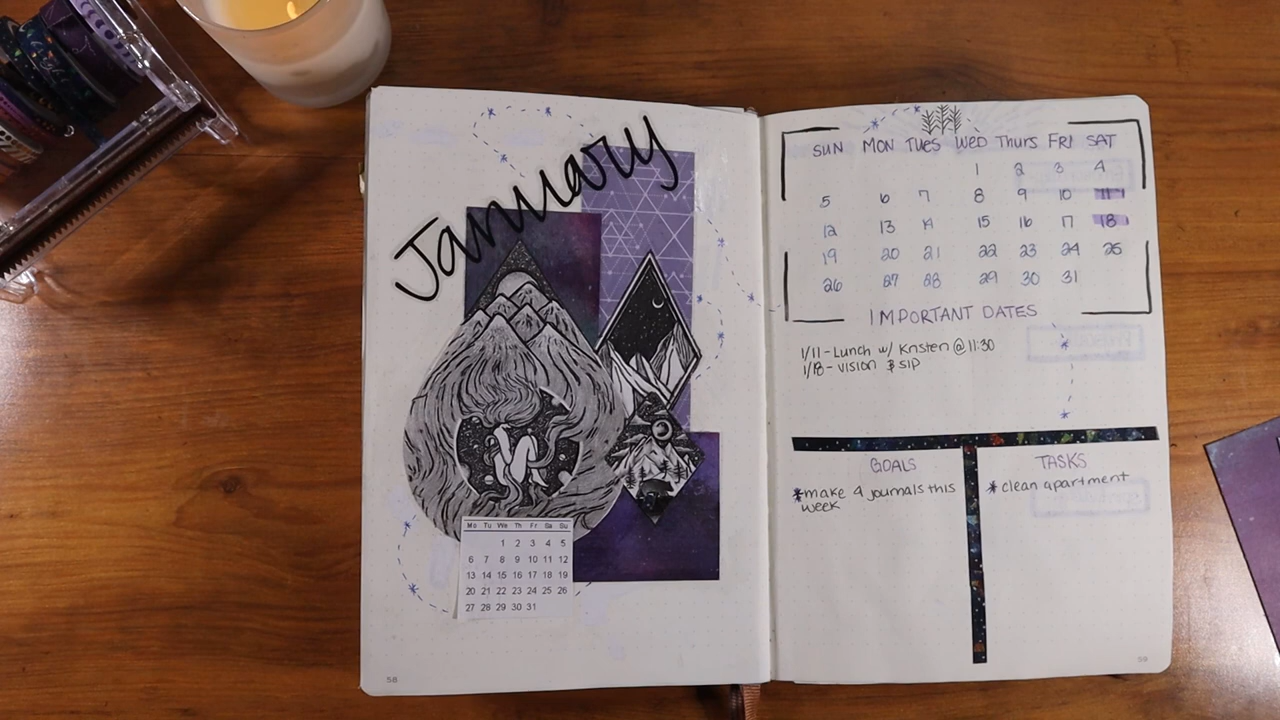 January
Mo Tu We Th Fr Sa Su
1 2 3 4 5
6 7 8 9 10 11 12
13 14 15 16 17 18 19
20 21 22 23 24 25 26
27 28 29 30 31
58
SUN MON TUES WED Thurs FRI SAT
1 2 3 4
5 6 7 8 9 10 11
12 13 14 15 16 17 18
19 20 21 22 23 24 25
26 27 28 29 30 31
IMPORTANT DATES
1/11 - Lunch w/ Kristen @ 11:30
1/18 - vision & sip
GOALS
*make 4 journals this
week
TASKS
* clean apartment
59